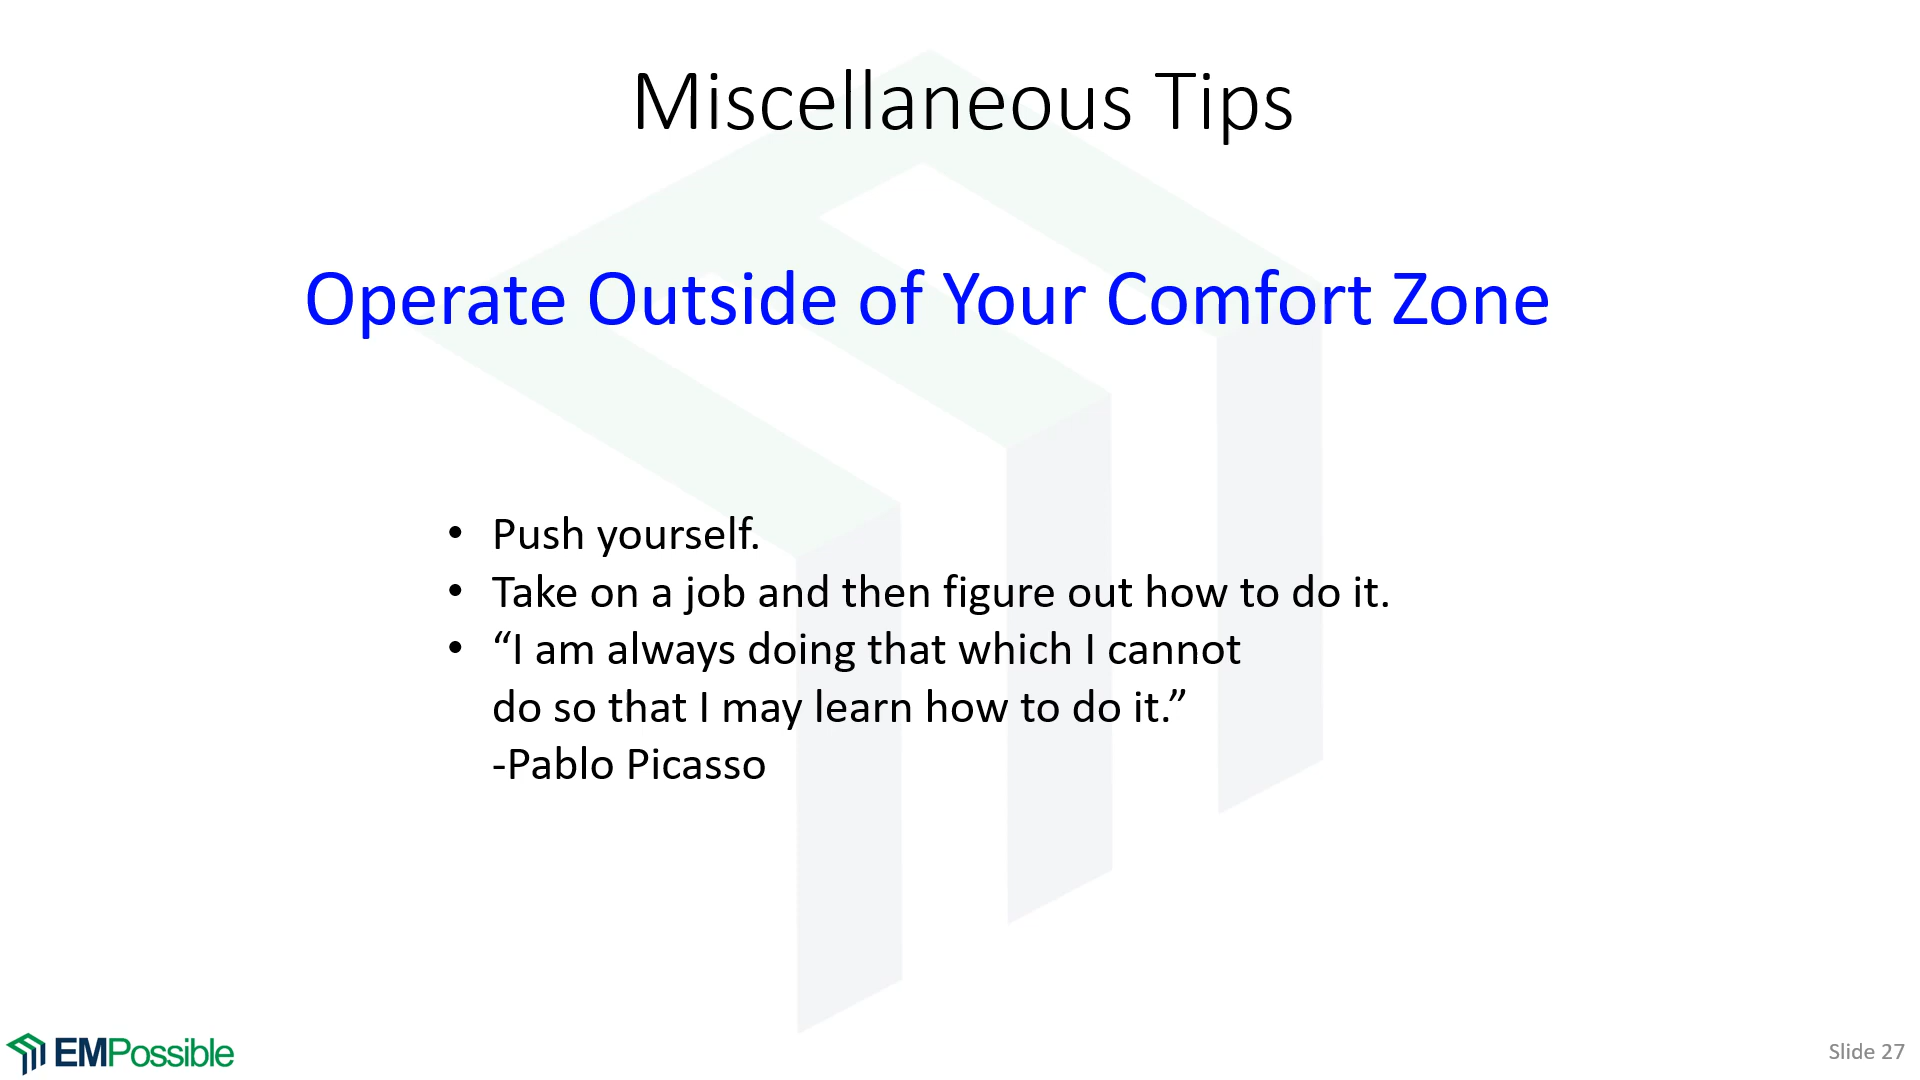 Miscellaneous Tips
Operate Outside of Your Comfort Zone
• Push yourself.
• Take on a job and then figure out how to do it.
• “I am always doing that which I cannot
do so that I may learn how to do it.”
-Pablo Picasso
EMPossible
Slide 27